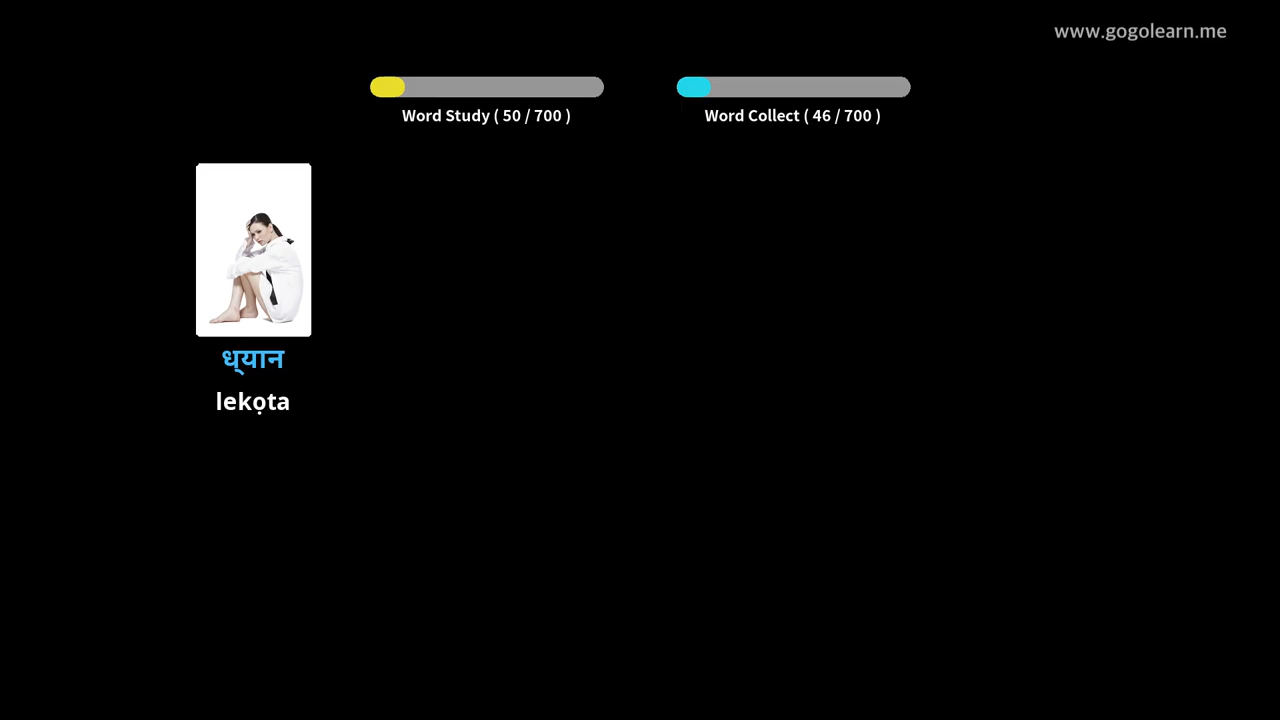 www.gogolearn.me
Word Study ( 50 / 700 )
Word Collect ( 46 / 700 )
ध्यान
lekọta